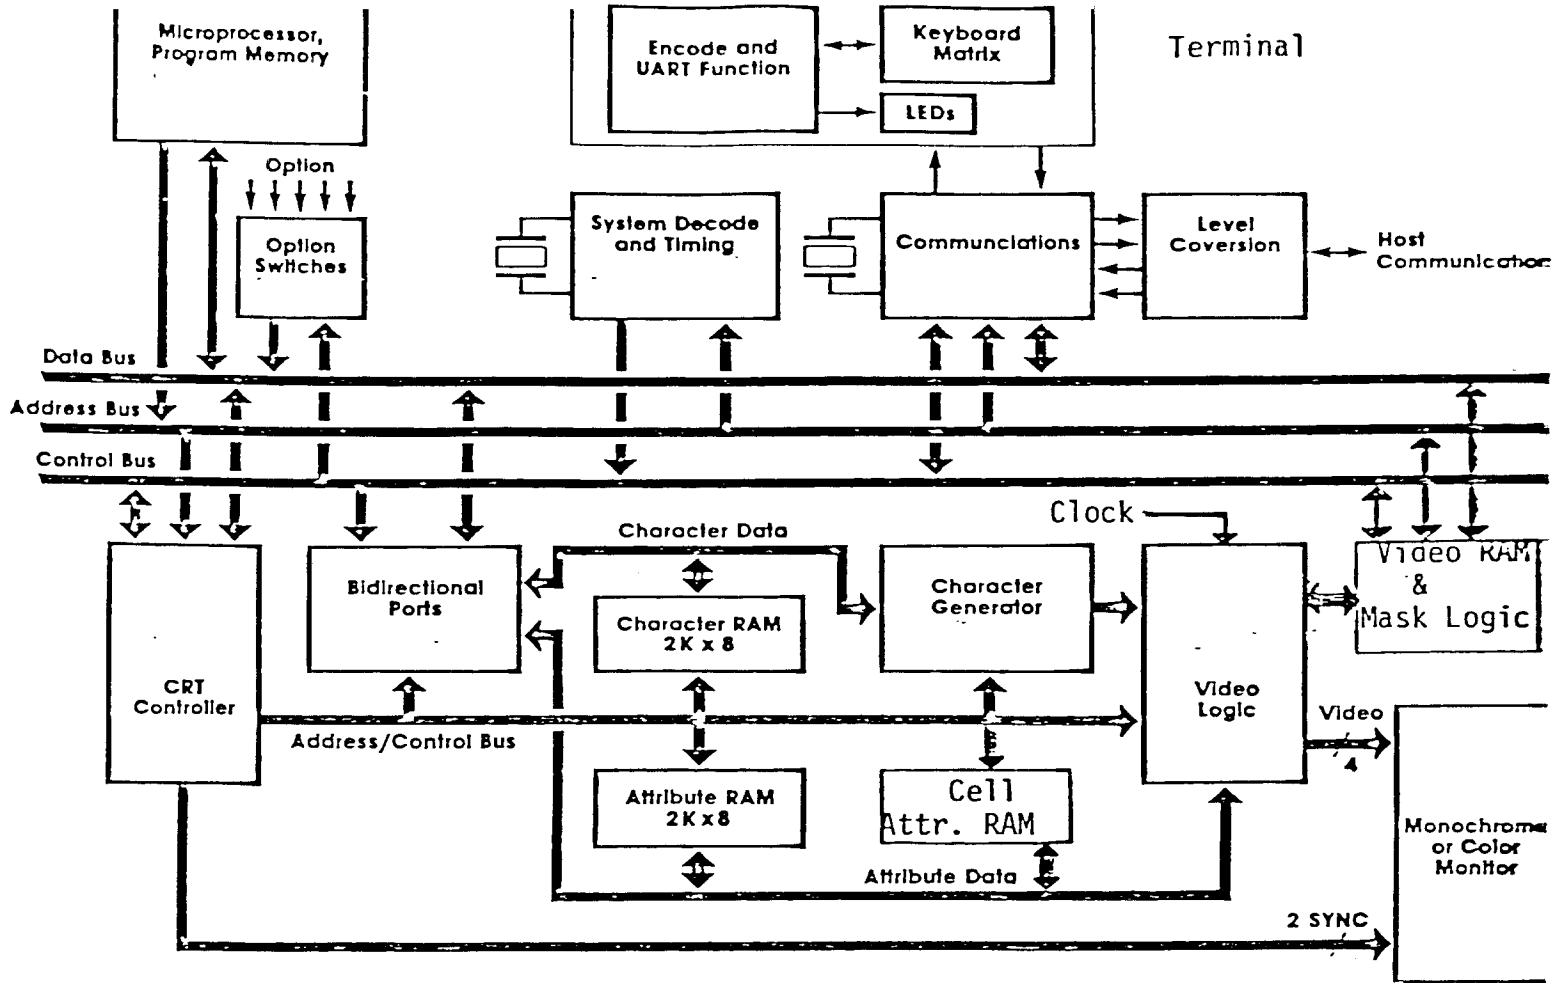 Microprocessor,
Program Memory
Encode and
UART Function
Keyboard
Matrix
LEDs
Terminal
Option
Option
Switches
System Decode
and Timing
Communciations
Level
Coversion
Host
Communication
Data Bus
Address Bus
Control Bus
Clock
Character Data
Bidirectional
Ports
Character RAM
2K x 8
Character
Generator
Video RAM
&
Mask Logic
CRT
Controller
Video
Logic
Address/Control Bus
Video
4
Attribute RAM
2K x 8
Cell
Attr. RAM
Monochrome
or Color
Monitor
Attribute Data
2 SYNC